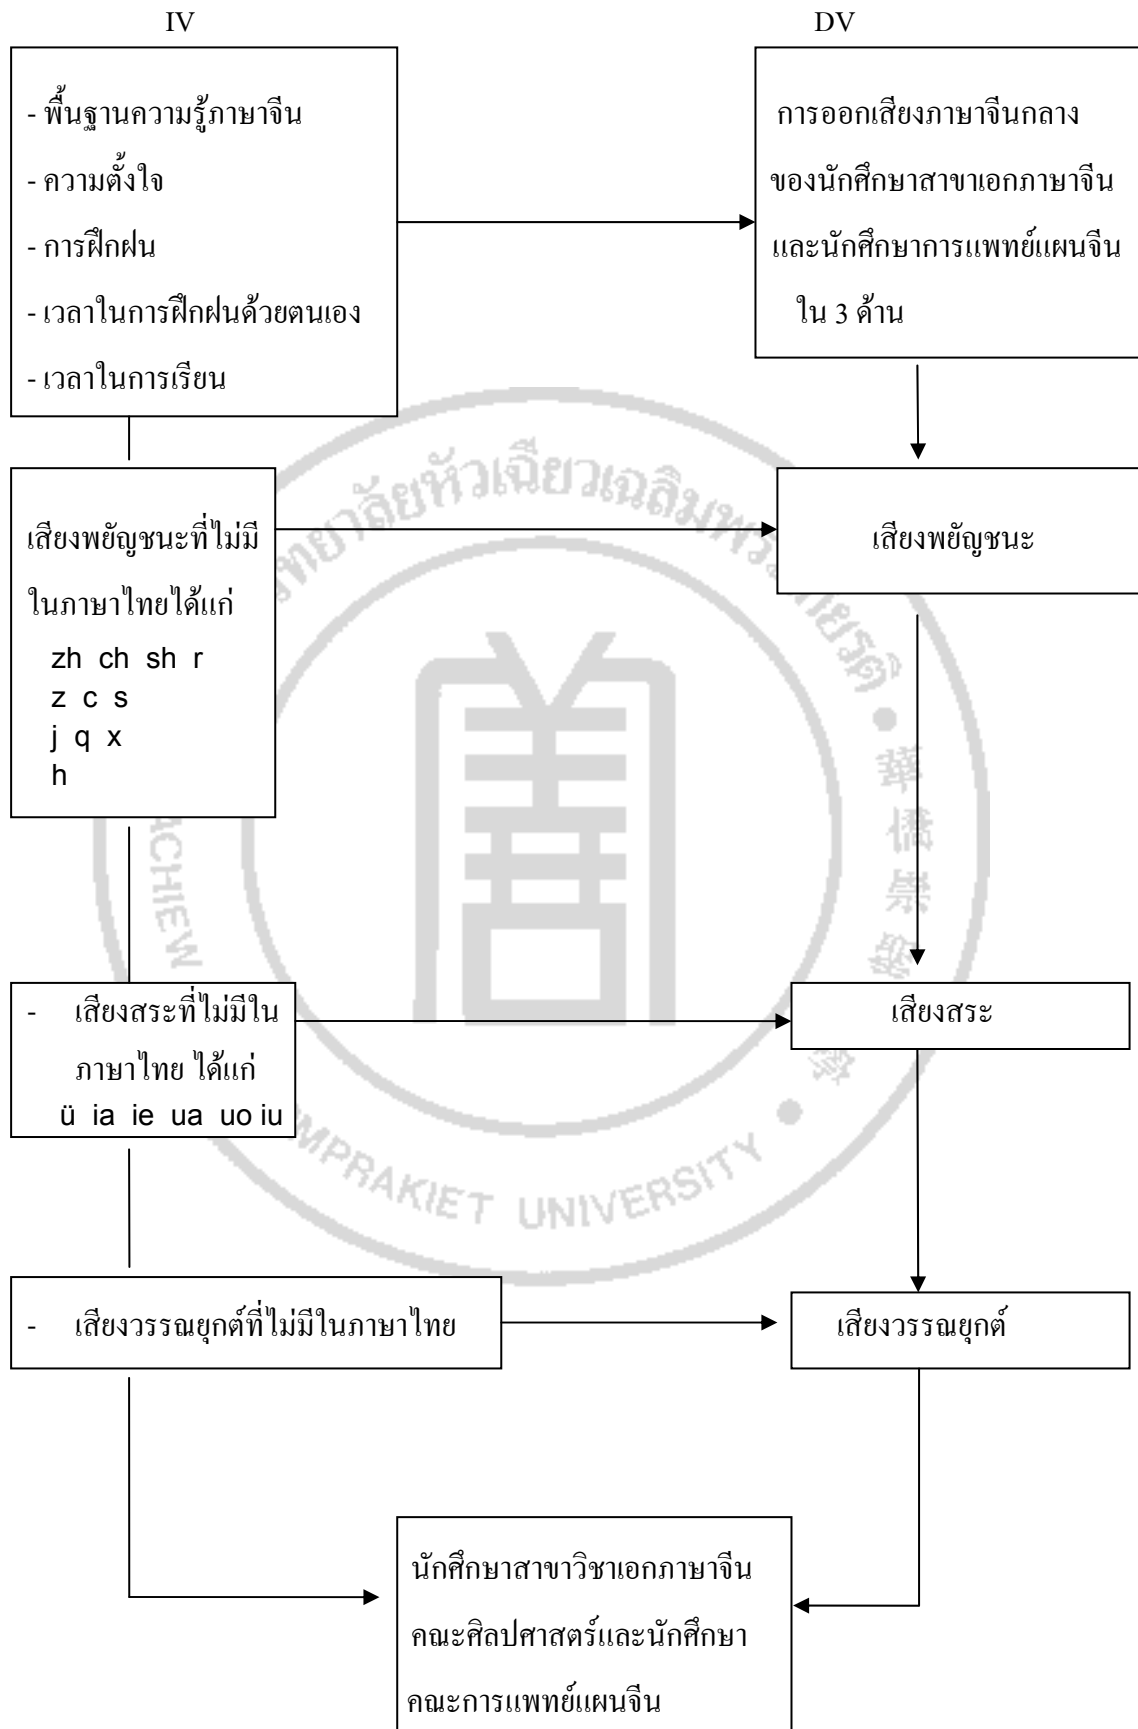 IV
DV
- พื้นฐานความรู้ภาษาจีน
- ความตั้งใจ
- การฝึกฝน
- เวลาในการฝึกฝนด้วยตนเอง
- เวลาในการเรียน
การออกเสียงภาษาจีนกลาง
ของนักศึกษาสาขาเอกภาษาจีน
และนักศึกษาการแพทย์แผนจีน
ใน 3 ด้าน
เสียงพยัญชนะที่ไม่มี
ในภาษาไทยได้แก่
zh ch sh r
z c s
j q x
h
เสียงพยัญชนะ
- เสียงสระที่ไม่มีใน
ภาษาไทย ได้แก่
ü ia ie ua uo iu
เสียงสระ
- เสียงวรรณยุกต์ที่ไม่มีในภาษาไทย
เสียงวรรณยุกต์
นักศึกษาสาขาวิชาเอกภาษาจีน
คณะศิลปศาสตร์และนักศึกษา
คณะการแพทย์แผนจีน
UNIVERSITY